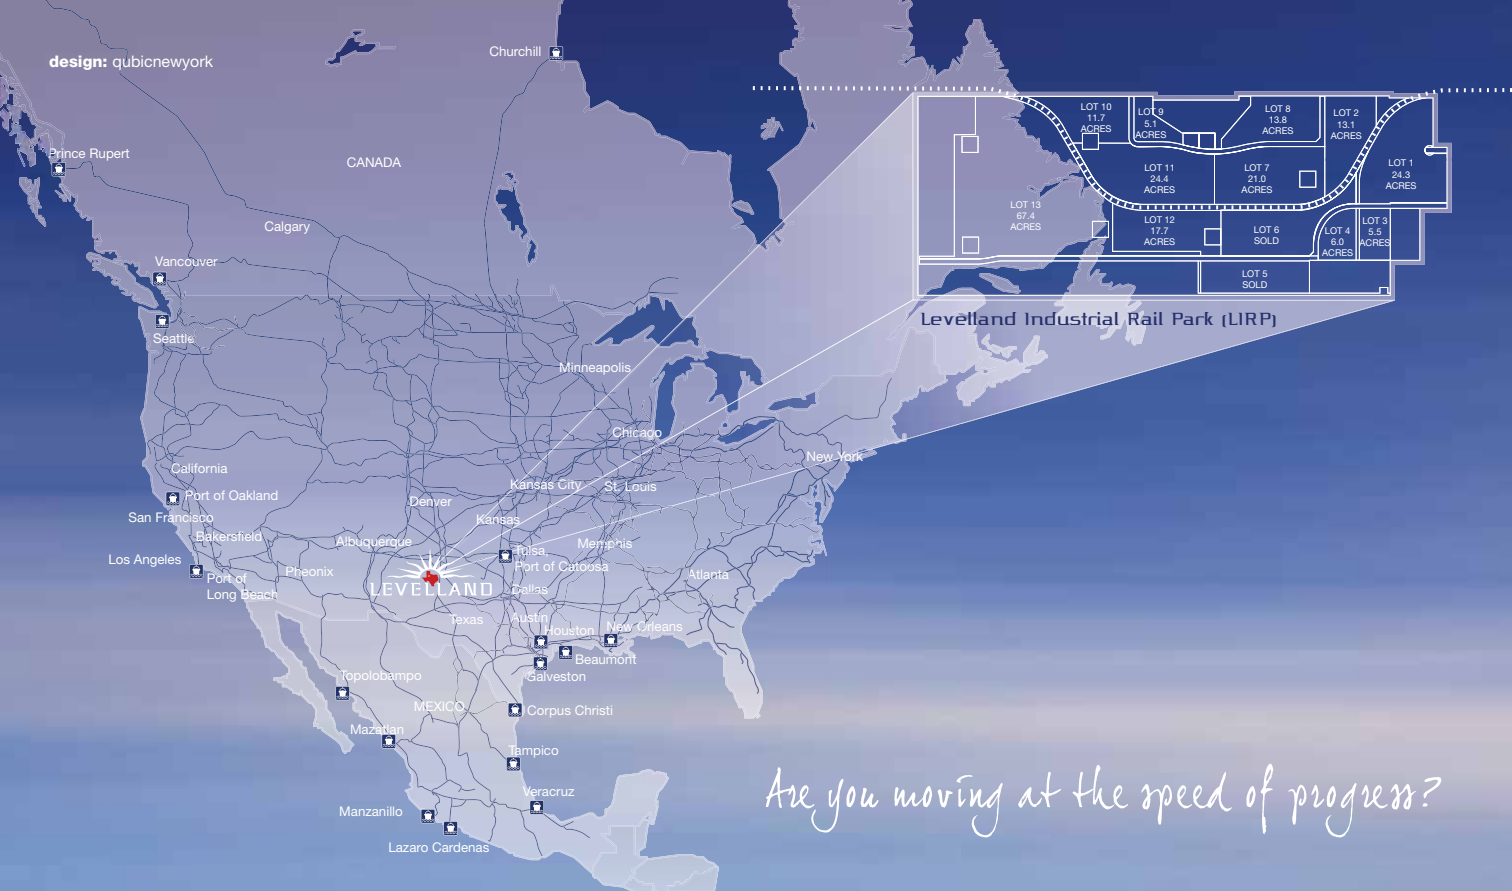 design: qubicnewyork
Churchill
Prince Rupert
CANADA
Calgary
Vancouver
Seattle
Minneapolis
Chicago
New York
California
Port of Oakland
San Francisco
Bakersfield
Los Angeles
Port of
Long Beach
Pheonix
Albuquerque
Denver
Kansas City
St. Louis
Kansas
Tulsa,
Port of Catoosa
Memphis
Atlanta
LEVELLAND
Dallas
Texas
Austin
Houston
New Orleans
Beaumont
Galveston
Topolobampo
MEXICO
Corpus Christi
Mazatlan
Tampico
Veracruz
Manzanillo
Lazaro Cardenas
LOT 10
11.7
ACRES
LOT 9
5.1
ACRES
LOT 8
13.8
ACRES
LOT 2
13.1
ACRES
LOT 11
24.4
ACRES
LOT 7
21.0
ACRES
LOT 1
24.3
ACRES
LOT 13
67.4
ACRES
LOT 12
17.7
ACRES
LOT 6
SOLD
LOT 4
6.0
ACRES
LOT 3
5.5
ACRES
LOT 5
SOLD
Levelland Industrial Rail Park (LIRP)
Are you moving at the speed of progress?